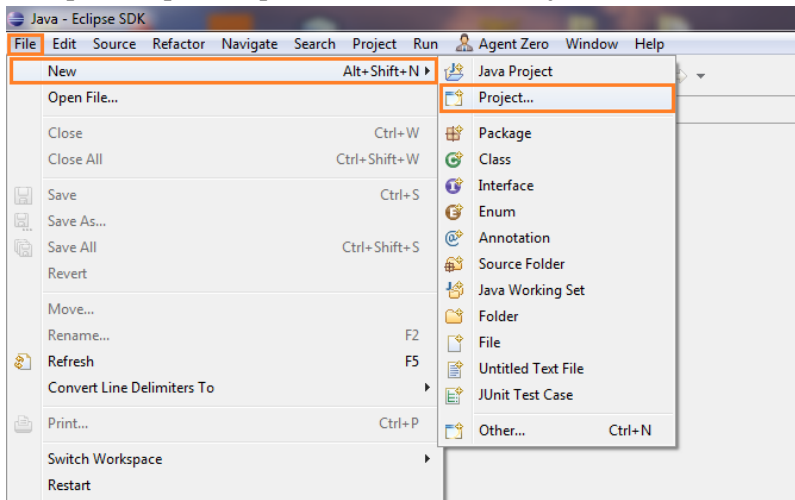 Java - Eclipse SDK
File Edit Source Refactor Navigate Search Project Run Agent Zero Window Help
New Alt+Shift+N
Open File...
Close Ctrl+W
Close All Ctrl+Shift+W
Save Ctrl+S
Save As...
Save All Ctrl+Shift+S
Revert
Move...
Rename... F2
Refresh F5
Convert Line Delimiters To
Print... Ctrl+P
Switch Workspace
Restart
Java Project
Project...
Package
Class
Interface
Enum
Annotation
Source Folder
Java Working Set
Folder
File
Untitled Text File
JUnit Test Case
Other... Ctrl+N